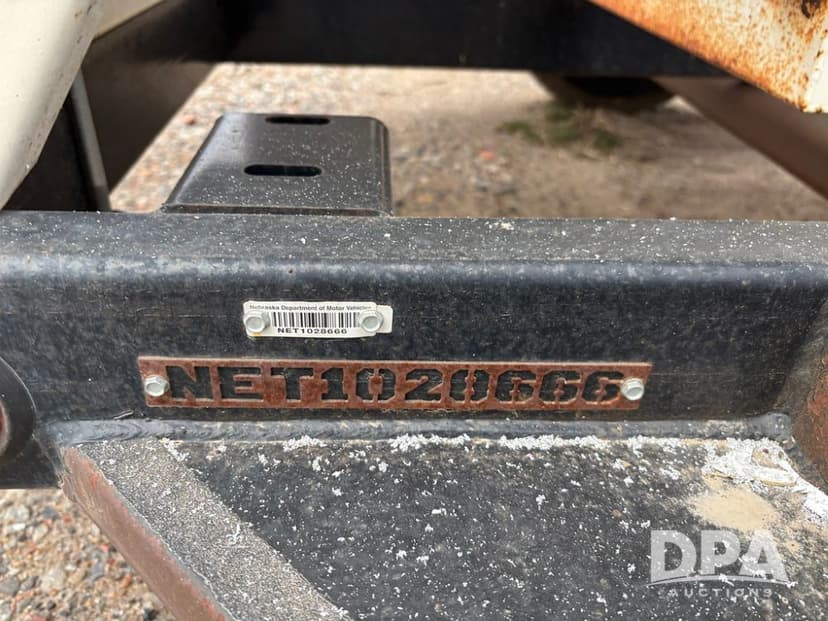 Nebraska Department of Motor Vehicles
NET1028666
NET1028666
DPA
AUCTIONS